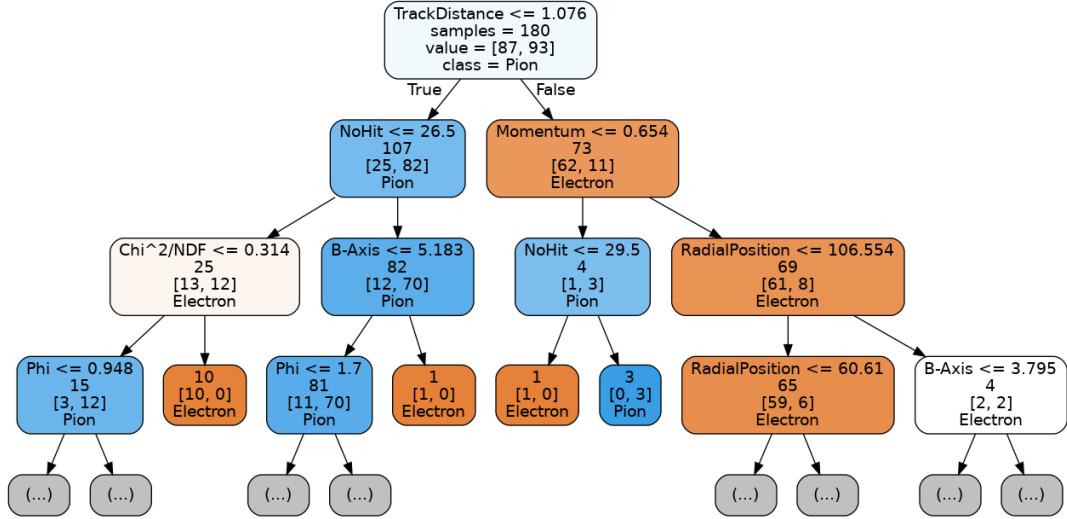 TrackDistance <= 1.076
samples = 180
value = [87, 93]
class = Pion
True
False
NoHit <= 26.5
107
[25, 82]
Pion
Momentum <= 0.654
73
[62, 11]
Electron
Chi^2/NDF <= 0.314
25
[13, 12]
Electron
B-Axis <= 5.183
82
[12, 70]
Pion
NoHit <= 29.5
4
[1, 3]
Pion
RadialPosition <= 106.554
69
[61, 8]
Electron
Phi <= 0.948
15
[3, 12]
Pion
10
[10, 0]
Electron
Phi <= 1.7
81
[11, 70]
Pion
1
[1, 0]
Electron
1
[1, 0]
Electron
3
[0, 3]
Pion
RadialPosition <= 60.61
65
[59, 6]
Electron
B-Axis <= 3.795
4
[2, 2]
Electron
(...)
(...)
(...)
(...)
(...)
(...)
(...)
(...)